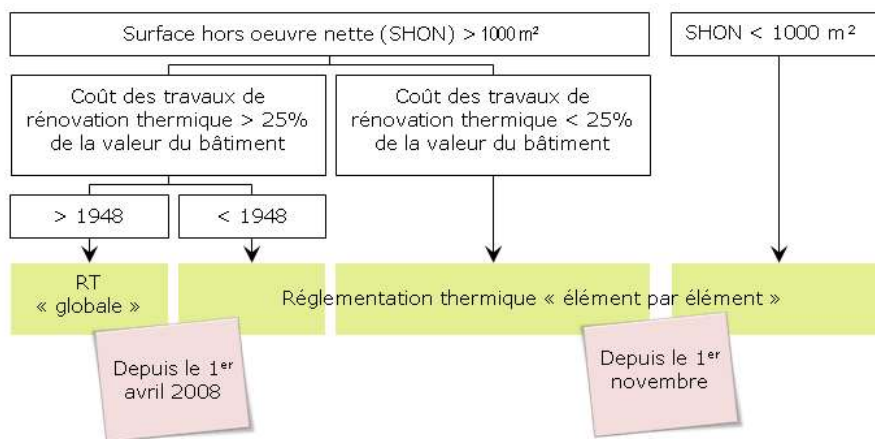 Surface hors oeuvre nette (SHON) > 1000 m²
SHON < 1000 m²
Coût des travaux de
rénovation thermique > 25%
de la valeur du bâtiment
Coût des travaux de
rénovation thermique < 25%
de la valeur du bâtiment
> 1948
< 1948
RT
« globale »
Réglementation thermique « élément par élément »
Depuis le 1er
avril 2008
Depuis le 1er
novembre